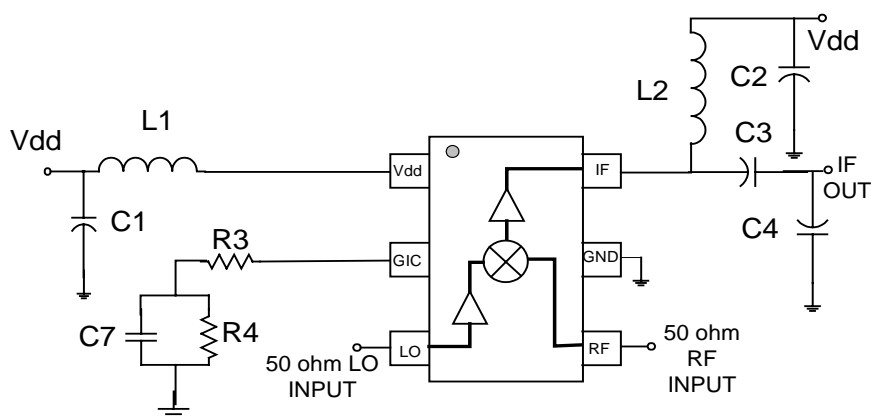 Vdd
L2
C2
L1
Vdd
C3
Vdd
IF
IF
OUT
C1
C4
R3
GIC
GND
C7
R4
LO
RF
50 ohm LO
INPUT
50 ohm
RF
INPUT